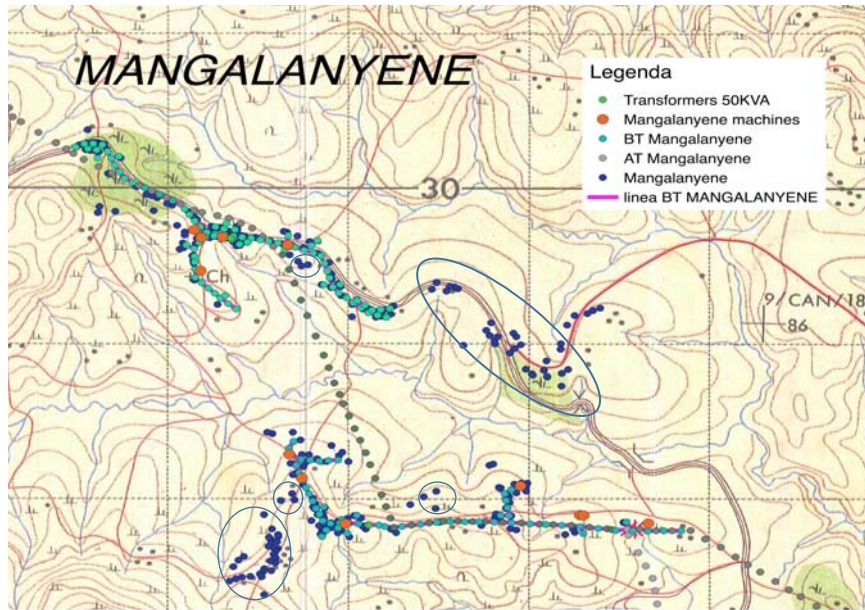 MANGALANYENE
Legenda
Transformers 50KVA
Mangalanyene machines
BT Mangalanyene
AT Mangalanyene
Mangalanyene
linea BT MANGALANYENE
30
Ch
9/CAN/18
86